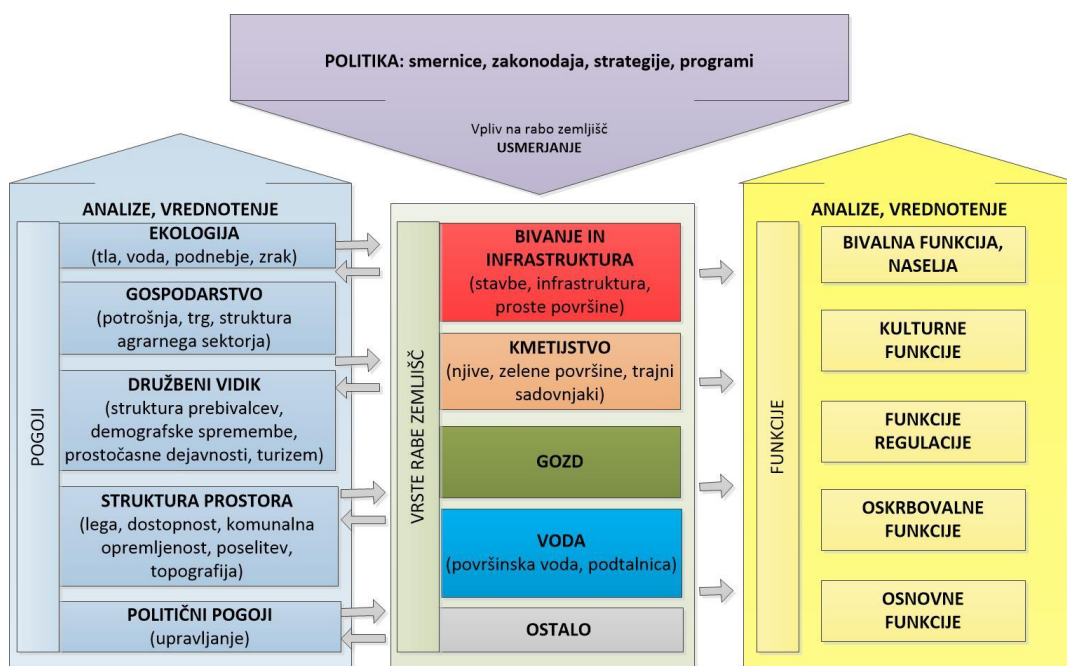 POLITIKA: smernice, zakonodaja, strategije, programi
Vpliv na rabo zemljišč
USMERJANJE
ANALIZE, VREDNOTENJE
POGOJI
EKOLOGIJA
(tla, voda, podnebje, zrak)
GOSPODARSTVO
(potrošnja, trg, struktura
agrarnega sektorja)
DRUŽBENI VIDIK
(struktura prebivalcev,
demografske spremembe,
prostočasne dejavnosti, turizem)
STRUKTURA PROSTORA
(lega, dostopnost, komunalna
opremljenost, poselitev,
topografija)
POLITIČNI POGOJI
(upravljanje)
VRSTE RABE ZEMLJIŠČ
BIVANJE IN
INFRASTRUKTURA
(stavbe, infrastruktura,
proste površine)
KMETIJSTVO
(njive, zelene površine, trajni
sadovnjaki)
GOZD
VODA
(površinska voda, podtalnica)
OSTALO
ANALIZE, VREDNOTENJE
FUNKCIJE
BIVALNA FUNKCIJA,
NASELJA
KULTURNE
FUNKCIJE
FUNKCIJE
REGULACIJE
OSKRBOVALNE
FUNKCIJE
OSNOVNE
FUNKCIJE